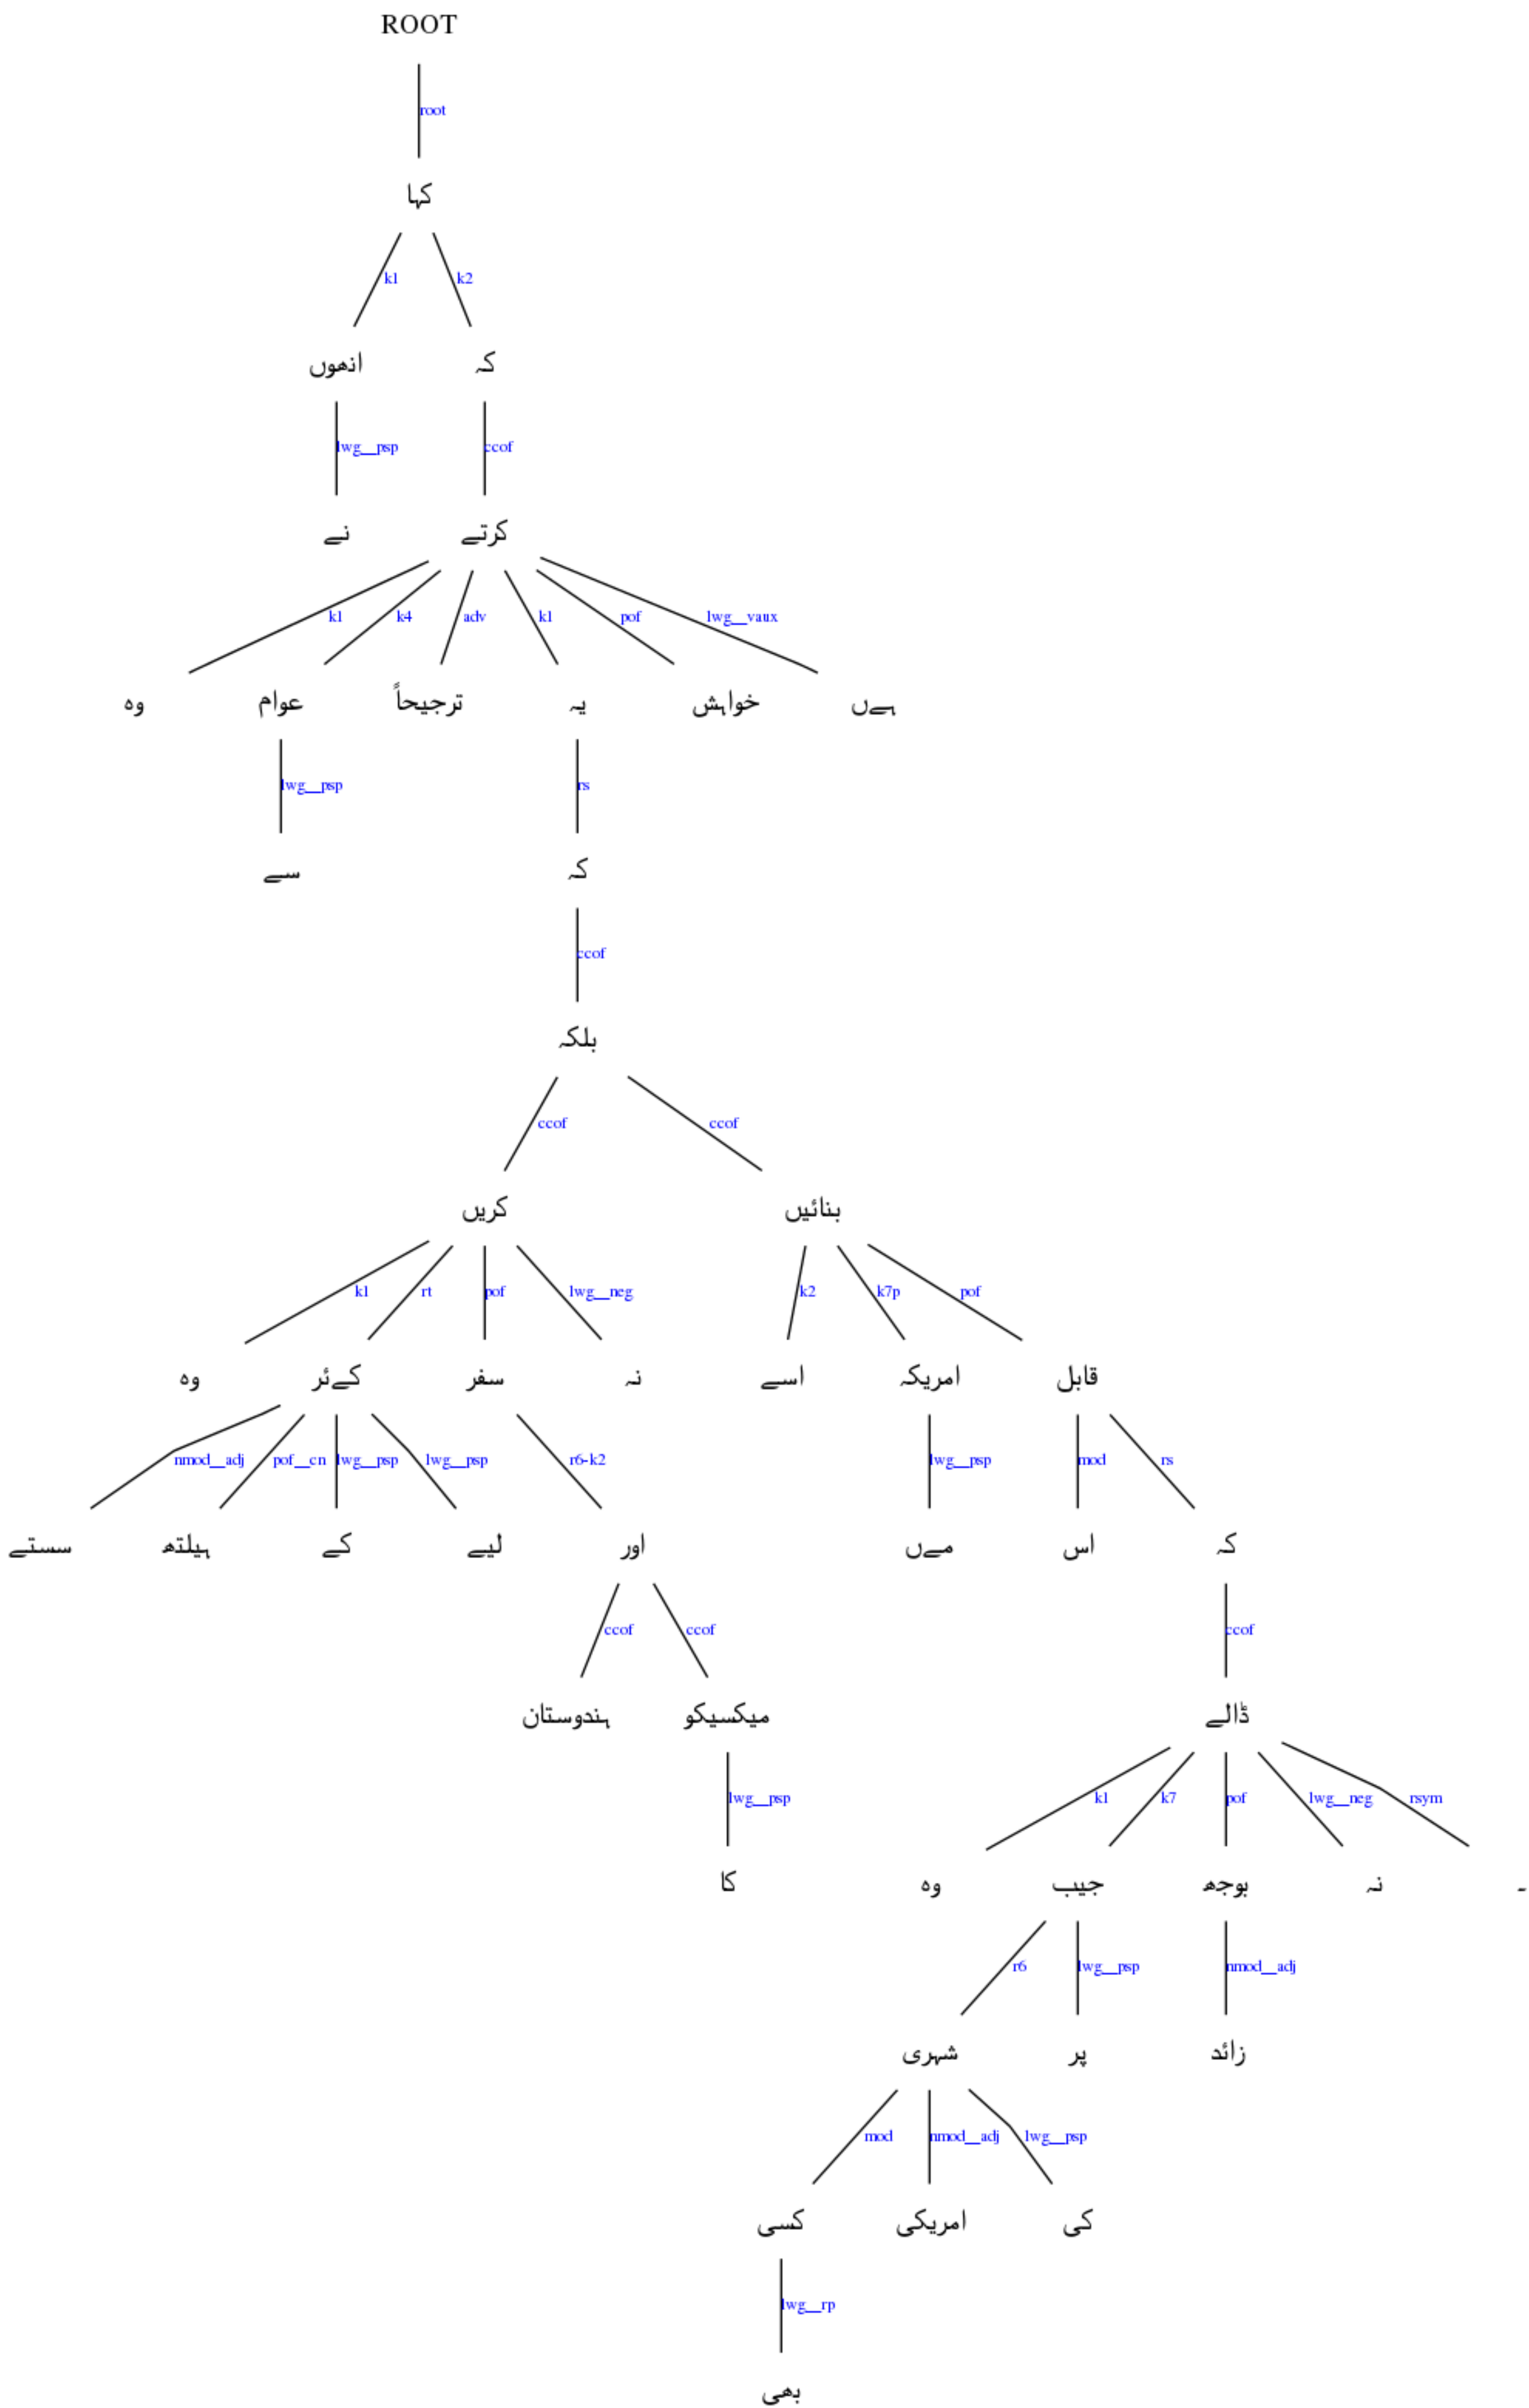 ROOT
root
کہا
k1 k2
انھوں کہ
lwg__psp ccof
نے کرتے
k1 k4 adv k1 pof lwg__vaux
وہ عوام ترجیحاً یہ خواہش ہےں
lwg__psp rs
سے کہ
ccof
بلکہ
ccof ccof
کریں بنائیں
k1 rt pof lwg__neg k2 k7p pof
وہ کےئر سفر نہ اسے امریکہ قابل
nmod__adj pof__cn lwg__psp lwg__psp r6-k2 lwg__psp mod rs
سستے ہیلتھ کے لیے اور مےں اس کہ
ccof ccof ccof
ہندوستان میکسیکو ڈالے
lwg__psp k1 k7 pof lwg__neg rsym
کا وہ جیب بوجھ نہ ۔
r6 lwg__psp nmod__adj
شہری پر زائد
mod nmod__adj lwg__psp
کسی امریکی کی
lwg__rp
بھی